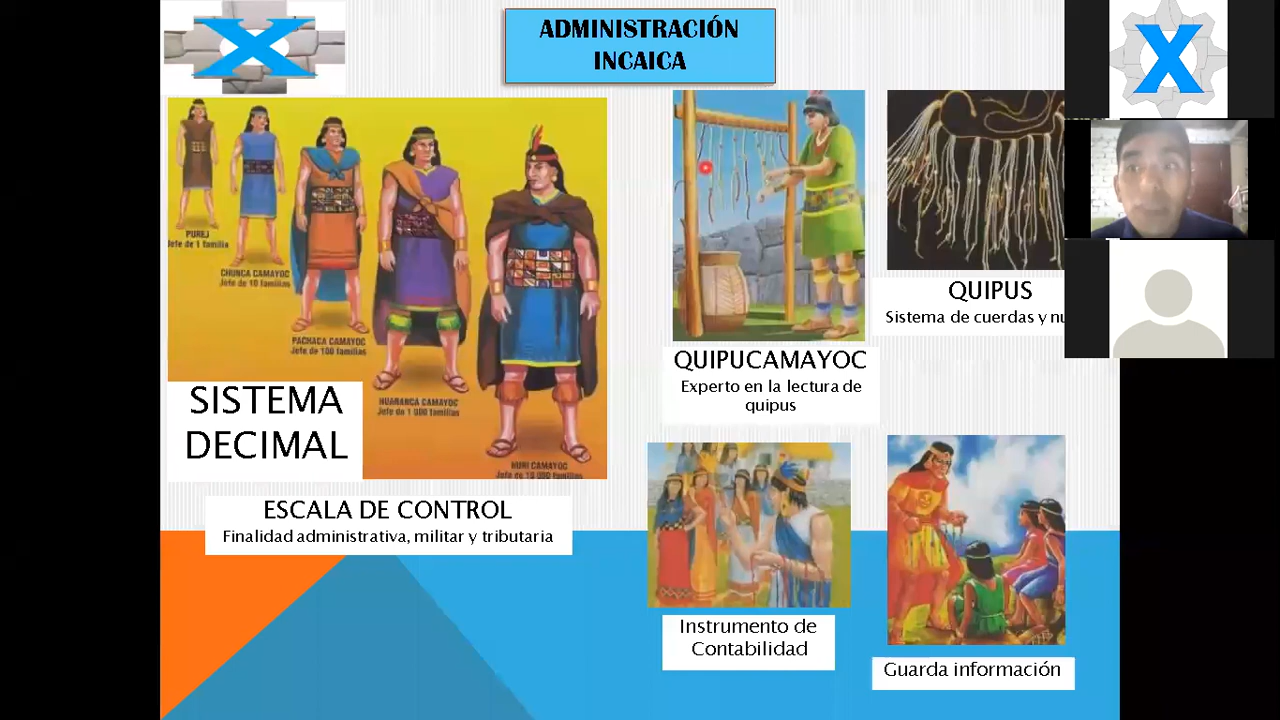 ADMINISTRACIÓN
INCAICA
PUREJ
Jefe de 1 familia
CHUNCA CAMAYOC
Jefe de 10 familias
PACHACA CAMAYOC
Jefe de 100 familias
HUARANCA CAMAYOC
Jefe de 1 000 familias
HUNU CAMAYOC
Jefe de 10 000 familias
SISTEMA
DECIMAL
ESCALA DE CONTROL
Finalidad administrativa, militar y tributaria
QUIPUCAMAYOC
Experto en la lectura de
quipus
QUIPUS
Sistema de cuerdas y nu
Instrumento de
Contabilidad
Guarda información
X
X